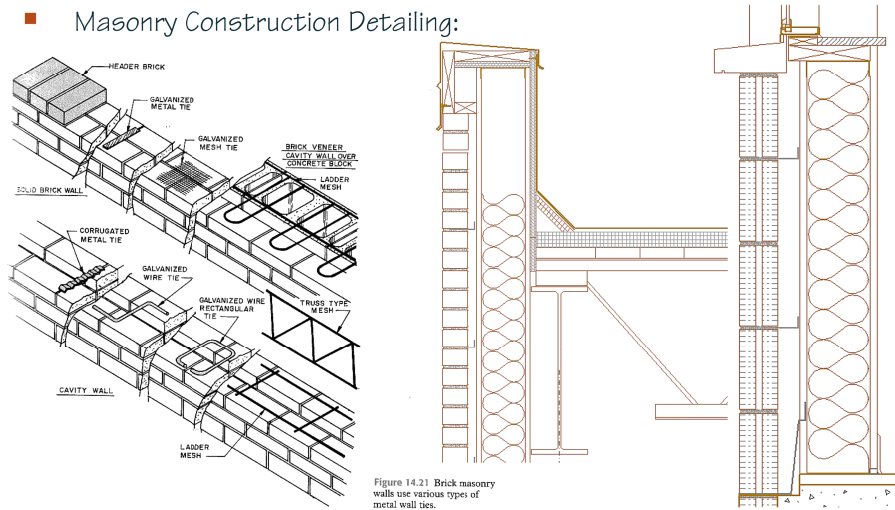 Masonry Construction Detailing:
HEADER BRICK
GALVANIZED
METAL TIE
GALVANIZED
MESH TIE
BRICK VENEER
CAVITY WALL OVER
CONCRETE BLOCK
LADDER
MESH
SOLID BRICK WALL
CORRUGATED
METAL TIE
GALVANIZED
WIRE TIE
GALVANIZED WIRE
RECTANGULAR
TIE
TRUSS TYPE
MESH
CAVITY WALL
LADDER
MESH
Figure 14.21 Brick masonry
walls use various types of
metal wall ties.